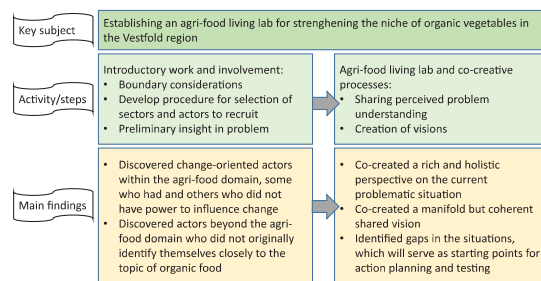 Key subject
Establishing an agri-food living lab for strengthening the niche of organic vegetables in
the Vestfold region
Activity/steps
Introductory work and involvement:
• Boundary considerations
• Develop procedure for selection of
sectors and actors to recruit
• Preliminary insight in problem
Agri-food living lab and co-creative
processes:
• Sharing perceived problem
understanding
• Creation of visions
Main findings
• Discovered change-oriented actors
within the agri-food domain, some
who had and others who did not
have power to influence change
• Discovered actors beyond the agri-
food domain who did not originally
identify themselves closely to the
topic of organic food
• Co-created a rich and holistic
perspective on the current
problematic situation
• Co-created a manifold but coherent
shared vision
• Identified gaps in the situations,
which will serve as starting points for
action planning and testing